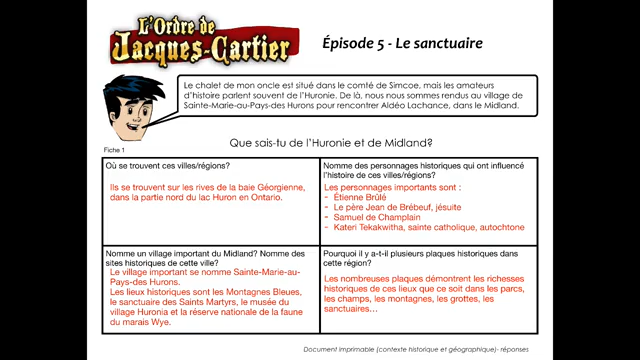 L'Ordre de
Jacques-Cartier
Épisode 5 - Le sanctuaire
Le chalet de mon oncle est situé dans le comté de Simcoe, mais les amateurs
d'histoire parlent souvent de l'Huronie. De là, nous nous sommes rendus au village de
Sainte-Marie-au-Pays des Hurons pour rencontrer Aldéo Lachance, dans le Midland.
Que sais-tu de l'Huronie et de Midland?
Fiche 1
Où se trouvent ces villes/régions?
Ils se trouvent sur les rives de la baie Géorgienne,
dans la partie nord du lac Huron en Ontario.
Nomme des personnages historiques qui ont influencé
l'histoire de ces villes/régions?
Les personnages importants sont :
- Étienne Brûlé
- Le père Jean de Brébeuf, jésuite
- Samuel de Champlain
- Kateri Tekakwitha, sainte catholique, autochtone
Nomme un village important du Midland? Nomme des
sites historiques de cette ville?
Le village important se nomme Sainte-Marie-au-
Pays-des Hurons.
Les lieux historiques sont les Montagnes Bleues,
le sanctuaire des Saints Martyrs, le musée du
village Huronia et la réserve nationale de la faune
du marais Wye.
Pourquoi il y a-t-il plusieurs plaques historiques dans
cette région?
Les nombreuses plaques démontrent les richesses
historiques de ces lieux que ce soit dans les parcs,
les champs, les montagnes, les grottes, les
sanctuaires…
Document imprimable (contexte historique et géographique)- réponses